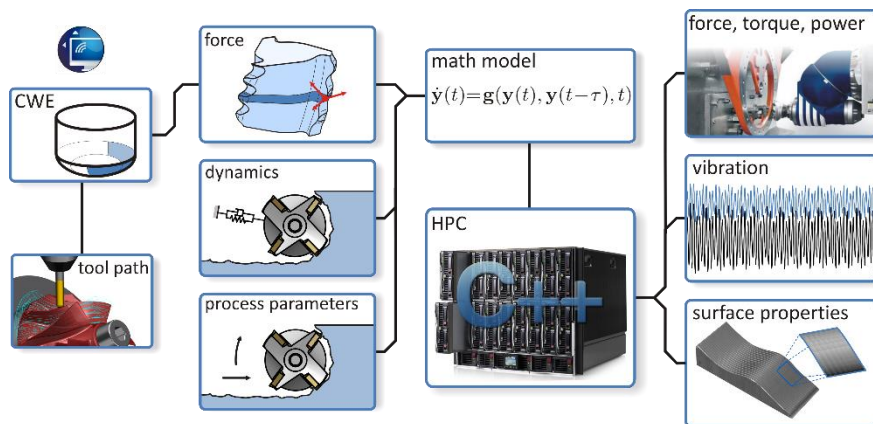 CWE
tool path
force
dynamics
process parameters
math model
ẏ(t)=g(y(t), y(t−τ), t)
HPC
C++
force, torque, power
vibration
surface properties